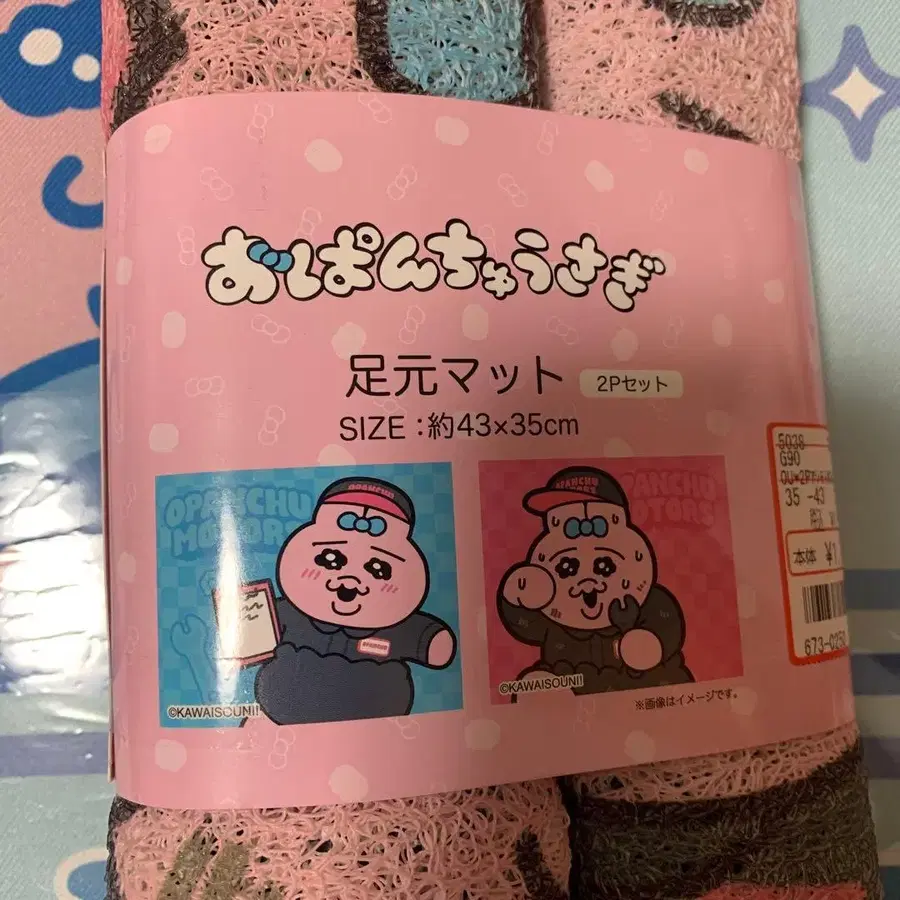 おぱんちゅうさぎ
足元マット 2Pセット
SIZE：約43×35cm
OPANCHU
MOTORS
OPANCHU
MOTORS
©KAWAISOUNI!
©KAWAISOUNI!
※画像はイメージです。
5038
G90
35 -43
本体 ¥1
673-0250